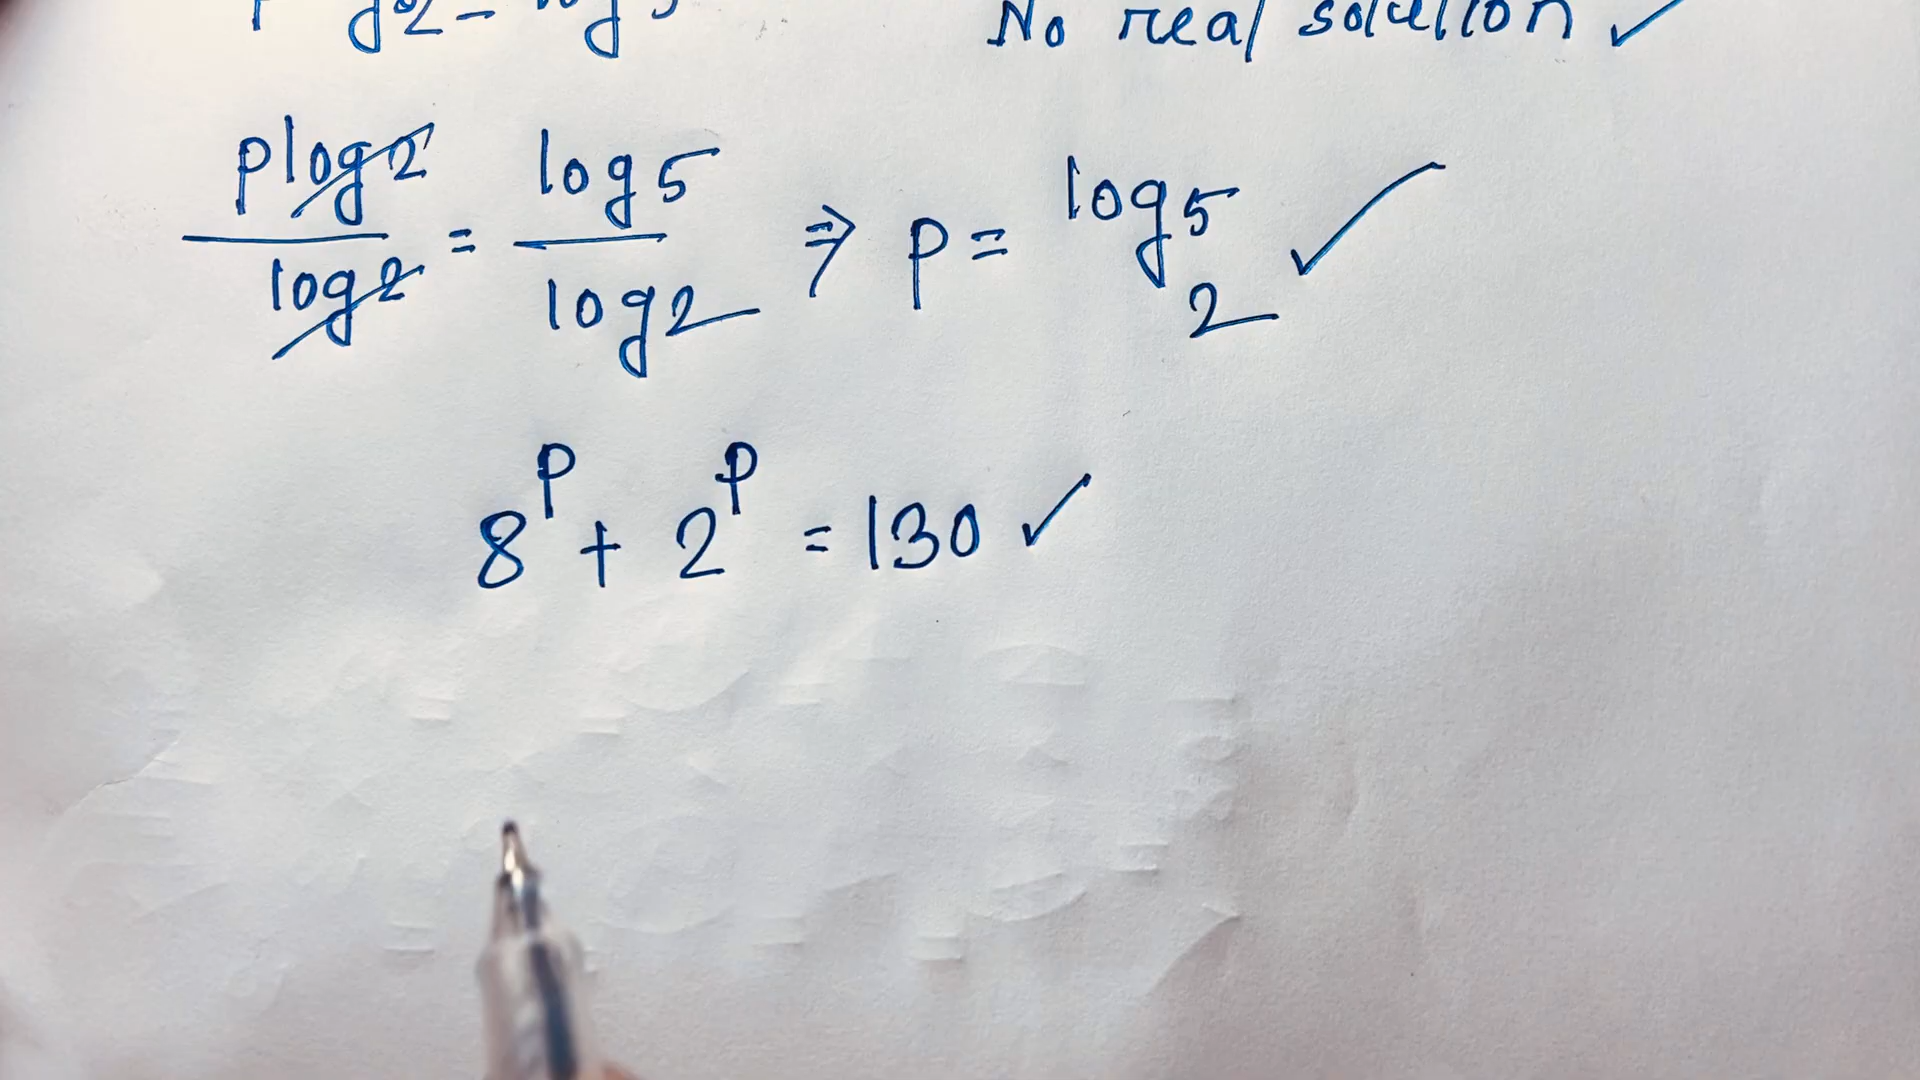 No real solution ✓
plog2 / log2 = log5 / log2 ⇒ p = log₂5 ✓
8^p + 2^p = 130 ✓